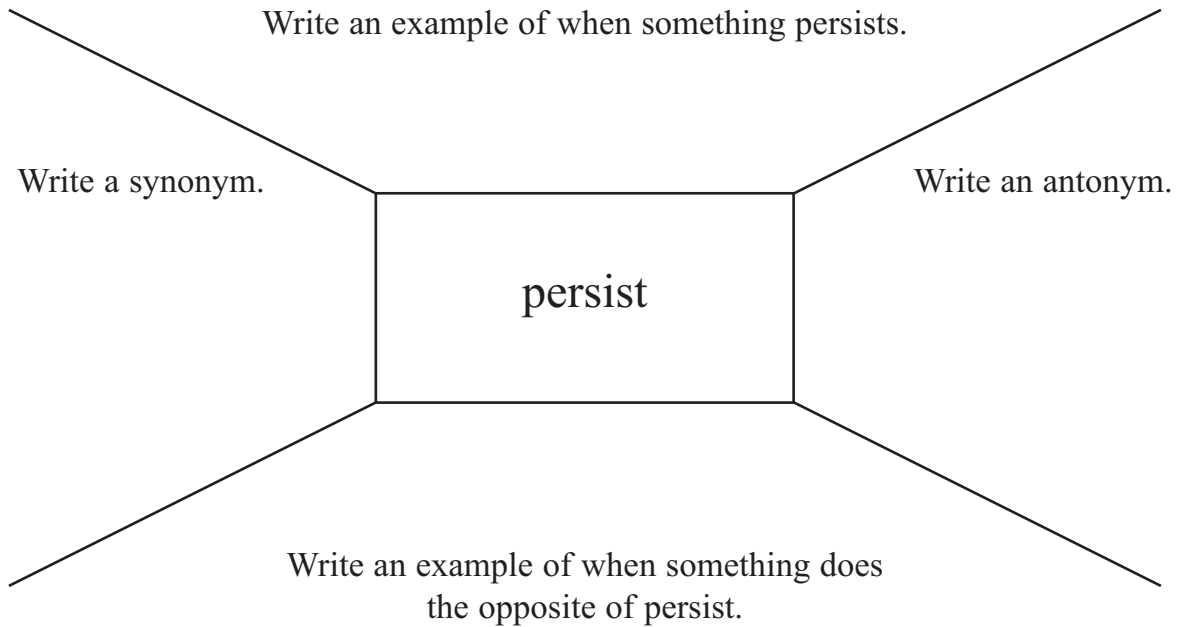 Write an example of when something persists.
Write a synonym.
Write an antonym.
persist
Write an example of when something does
the opposite of persist.